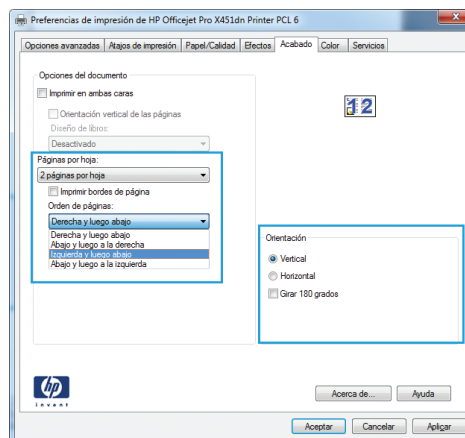 Preferencias de impresión de HP Officejet Pro X451dn Printer PCL 6
Opciones avanzadas Atajos de impresión Papel/Calidad Efectos Acabado Color Servicios
Opciones del documento
Imprimir en ambas caras
Orientación vertical de las páginas
Diseño de libros:
Desactivado
Páginas por hoja:
2 páginas por hoja
Imprimir bordes de página
Orden de páginas:
Derecha y luego abajo
Derecha y luego abajo
Abajo y luego a la derecha
Izquierda y luego abajo
Abajo y luego a la izquierda
1 2
Orientación
Vertical
Horizontal
Girar 180 grados
hp
invent
Acerca de... Ayuda
Aceptar Cancelar Aplicar